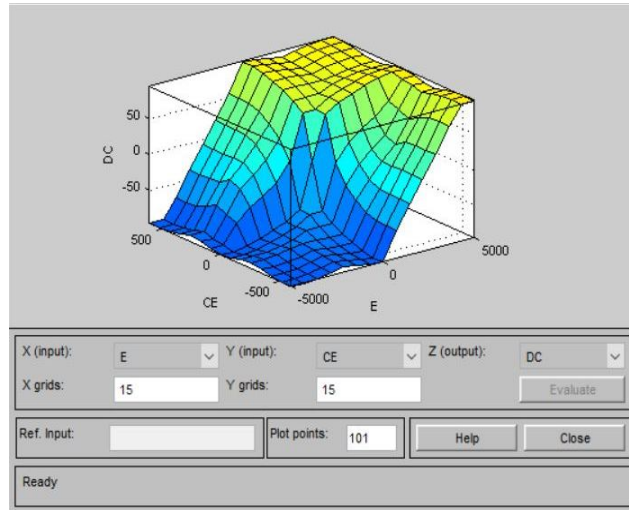 50
0
-50
DC
500
0
-500
CE
-5000
0
5000
E
X (input): E Y (input): CE Z (output): DC
X grids: 15 Y grids: 15 Evaluate
Ref. Input: Plot points: 101 Help Close
Ready